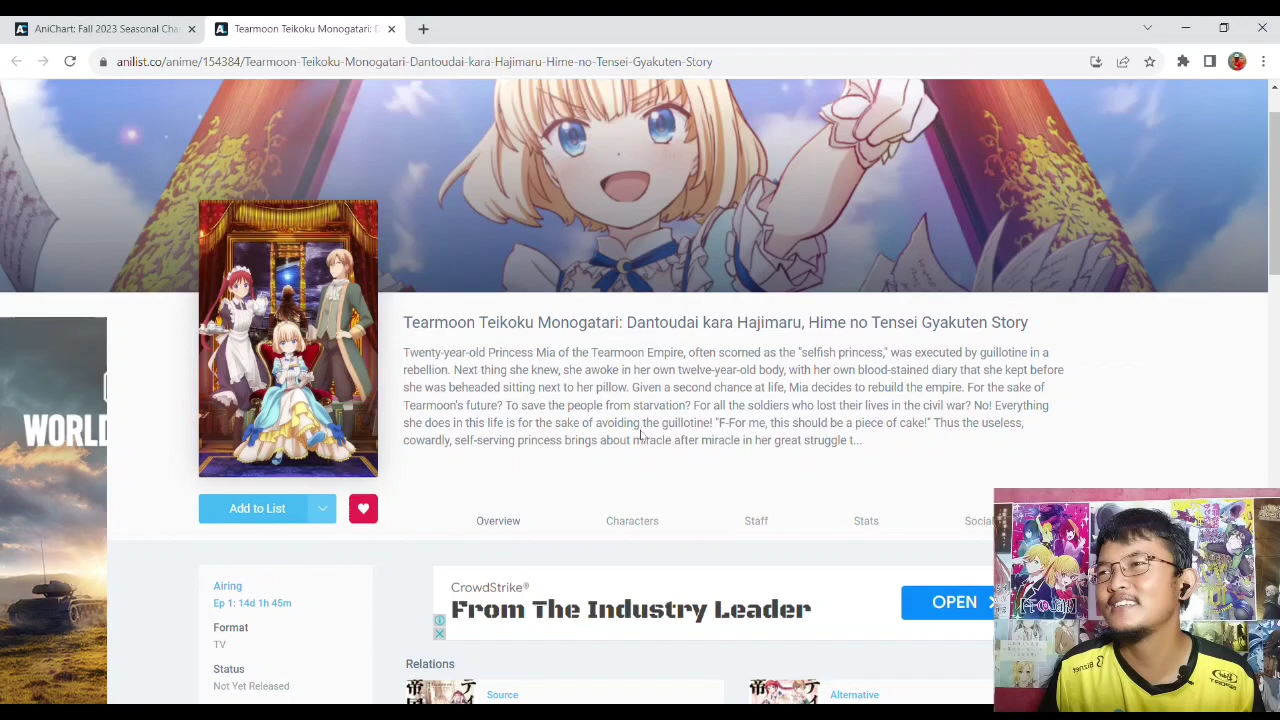 AniChart: Fall 2023 Seasonal Cha
Tearmoon Teikoku Monogatari: D
anilist.co/anime/154384/Tearmoon-Teikoku-Monogatari-Dantoudai-kara-Hajimaru-Hime-no-Tensei-Gyakuten-Story
Tearmoon Teikoku Monogatari: Dantoudai kara Hajimaru, Hime no Tensei Gyakuten Story
Twenty-year-old Princess Mia of the Tearmoon Empire, often scorned as the "selfish princess," was executed by guillotine in a
rebellion. Next thing she knew, she awoke in her own twelve-year-old body, with her own blood-stained diary that she kept before
she was beheaded sitting next to her pillow. Given a second chance at life, Mia decides to rebuild the empire. For the sake of
Tearmoon's future? To save the people from starvation? For all the soldiers who lost their lives in the civil war? No! Everything
she does in this life is for the sake of avoiding the guillotine! "F-For me, this should be a piece of cake!" Thus the useless,
cowardly, self-serving princess brings about miracle after miracle in her great struggle t...
WORLD
Add to List
Overview
Characters
Staff
Stats
Social
Airing
Ep 1: 14d 1h 45m
Format
TV
Status
Not Yet Released
CrowdStrike®
From The Industry Leader
OPEN
Relations
Source
Alternative